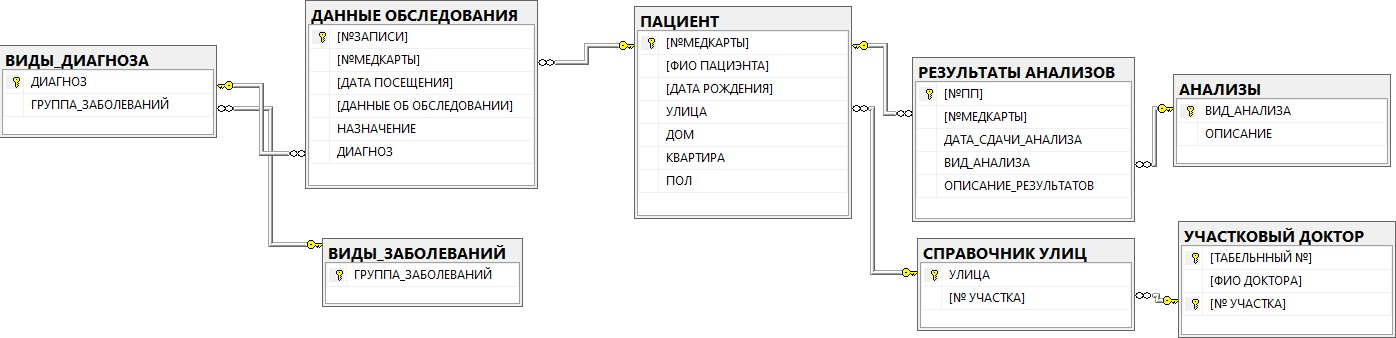 ВИДЫ_ДИАГНОЗА
ДИАГНОЗ
ГРУППА_ЗАБОЛЕВАНИЙ
ДАННЫЕ ОБСЛЕДОВАНИЯ
[№ЗАПИСИ]
[№МЕДКАРТЫ]
[ДАТА ПОСЕЩЕНИЯ]
[ДАННЫЕ ОБ ОБСЛЕДОВАНИИ]
НАЗНАЧЕНИЕ
ДИАГНОЗ
ВИДЫ_ЗАБОЛЕВАНИЙ
ГРУППА_ЗАБОЛЕВАНИЙ
ПАЦИЕНТ
[№МЕДКАРТЫ]
[ФИО ПАЦИЭНТА]
[ДАТА РОЖДЕНИЯ]
УЛИЦА
ДОМ
КВАРТИРА
ПОЛ
РЕЗУЛЬТАТЫ АНАЛИЗОВ
[№ПП]
[№МЕДКАРТЫ]
ДАТА_СДАЧИ_АНАЛИЗА
ВИД_АНАЛИЗА
ОПИСАНИЕ_РЕЗУЛЬТАТОВ
АНАЛИЗЫ
ВИД_АНАЛИЗА
ОПИСАНИЕ
СПРАВОЧНИК УЛИЦ
УЛИЦА
[№ УЧАСТКА]
УЧАСТКОВЫЙ ДОКТОР
[ТАБЕЛЬННЫЙ №]
[ФИО ДОКТОРА]
[№ УЧАСТКА]